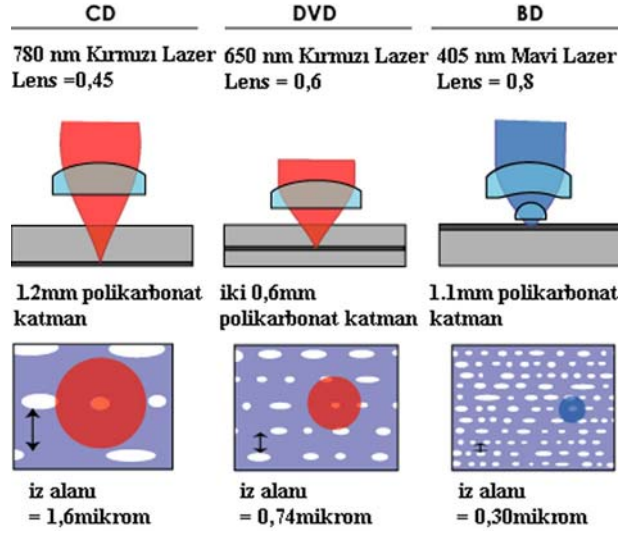 CD
780 nm Kırmızı Lazer
Lens =0,45
1.2mm polikarbonat
katman
iz alanı
= 1,6mikrom
DVD
650 nm Kırmızı Lazer
Lens = 0,6
iki 0,6mm
polikarbonat katman
iz alanı
= 0,74mikrom
BD
405 nm Mavi Lazer
Lens = 0,8
1.1mm polikarbonat
katman
iz alanı
= 0,30mikrom